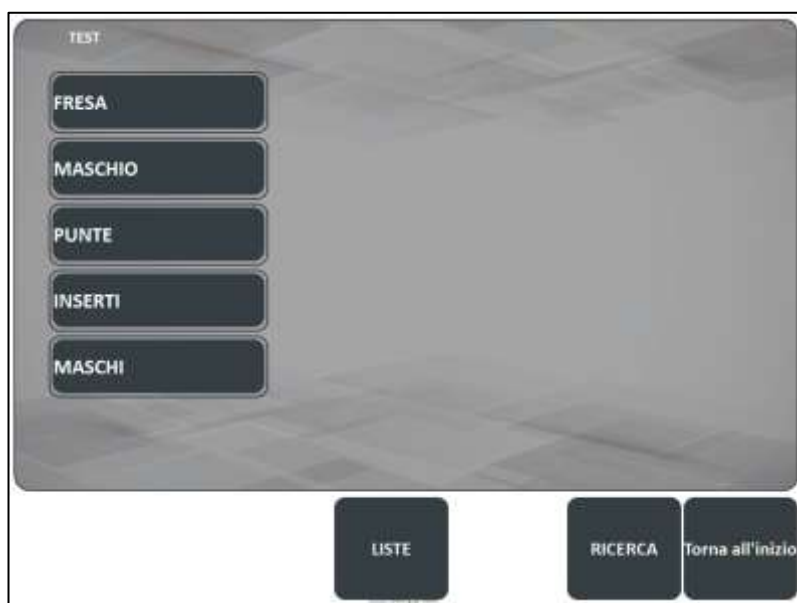 TEST
FRESA
MASCHIO
PUNTE
INSERTI
MASCHI
LISTE
RICERCA
Torna all'inizio